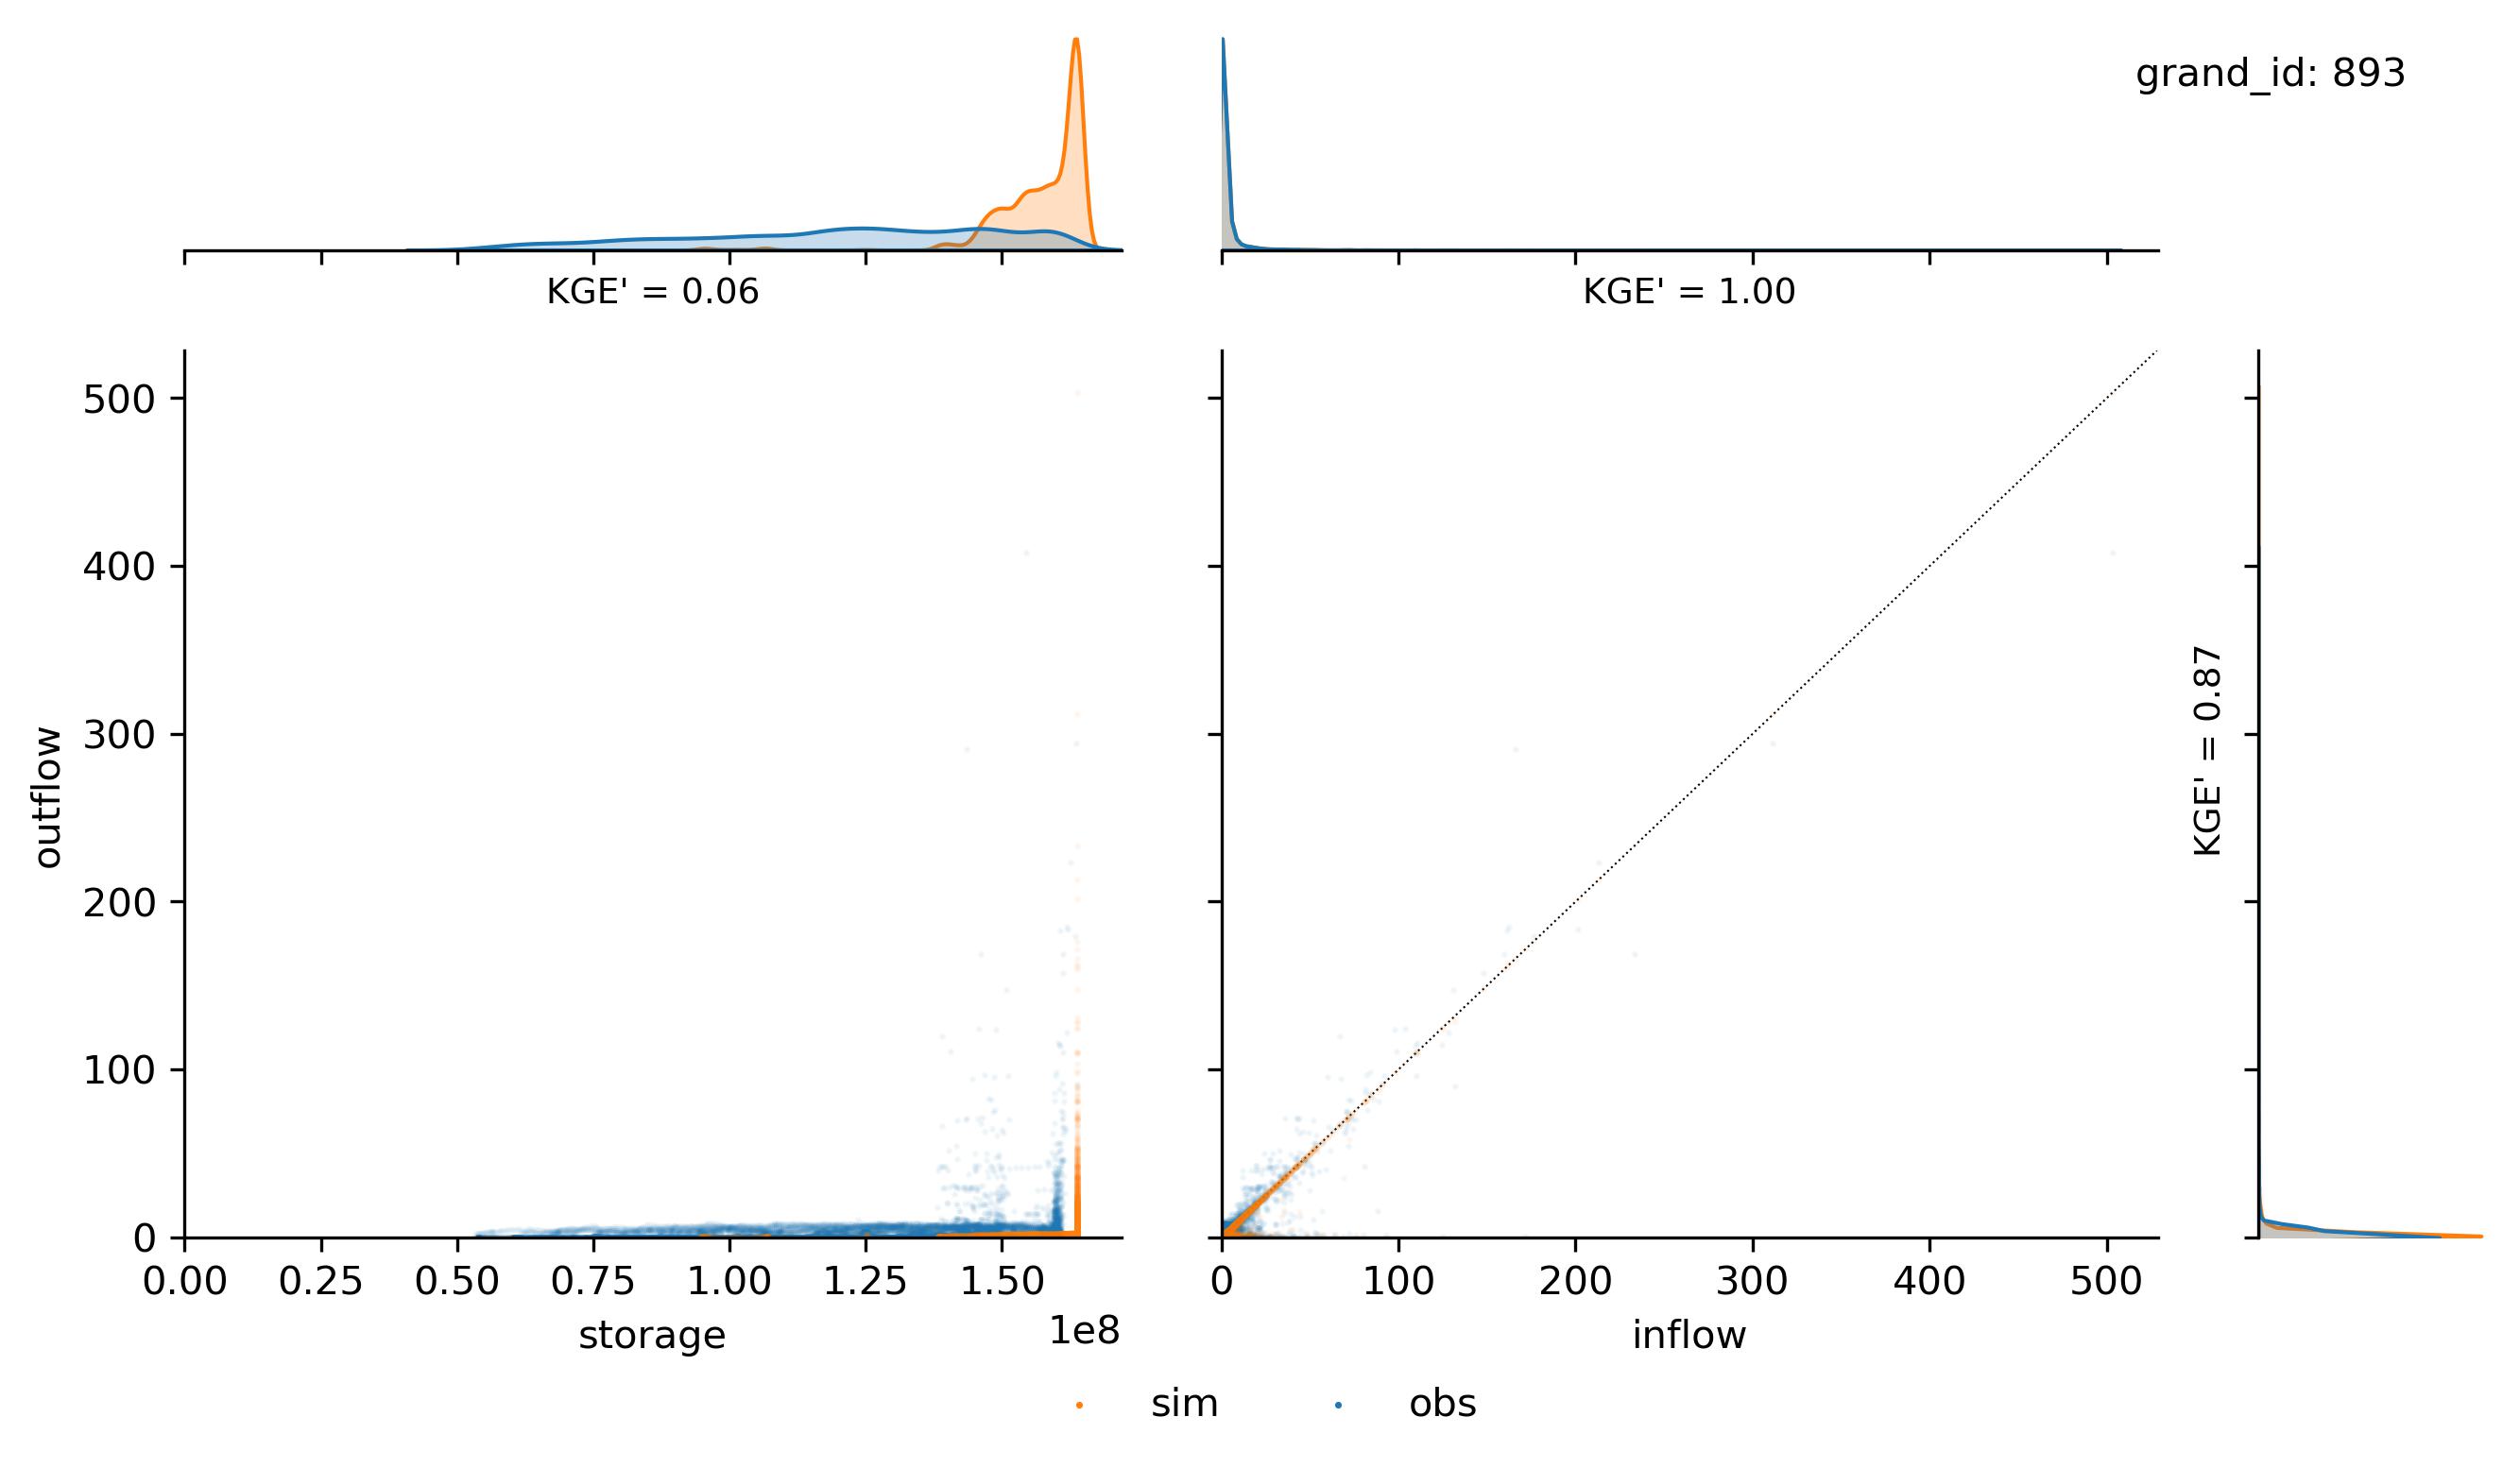 grand_id: 893
KGE' = 0.06
KGE' = 1.00
500
400
300
200
100
0
outflow
KGE' = 0.87
0.00 0.25 0.50 0.75 1.00 1.25 1.50
1e8
storage
0 100 200 300 400 500
inflow
sim obs